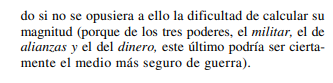 do si no se opusiera a ello la dificultad de calcular su
magnitud (porque de los tres poderes, el militar, el de
alianzas y el del dinero, este último podría ser cierta-
mente el medio más seguro de guerra).